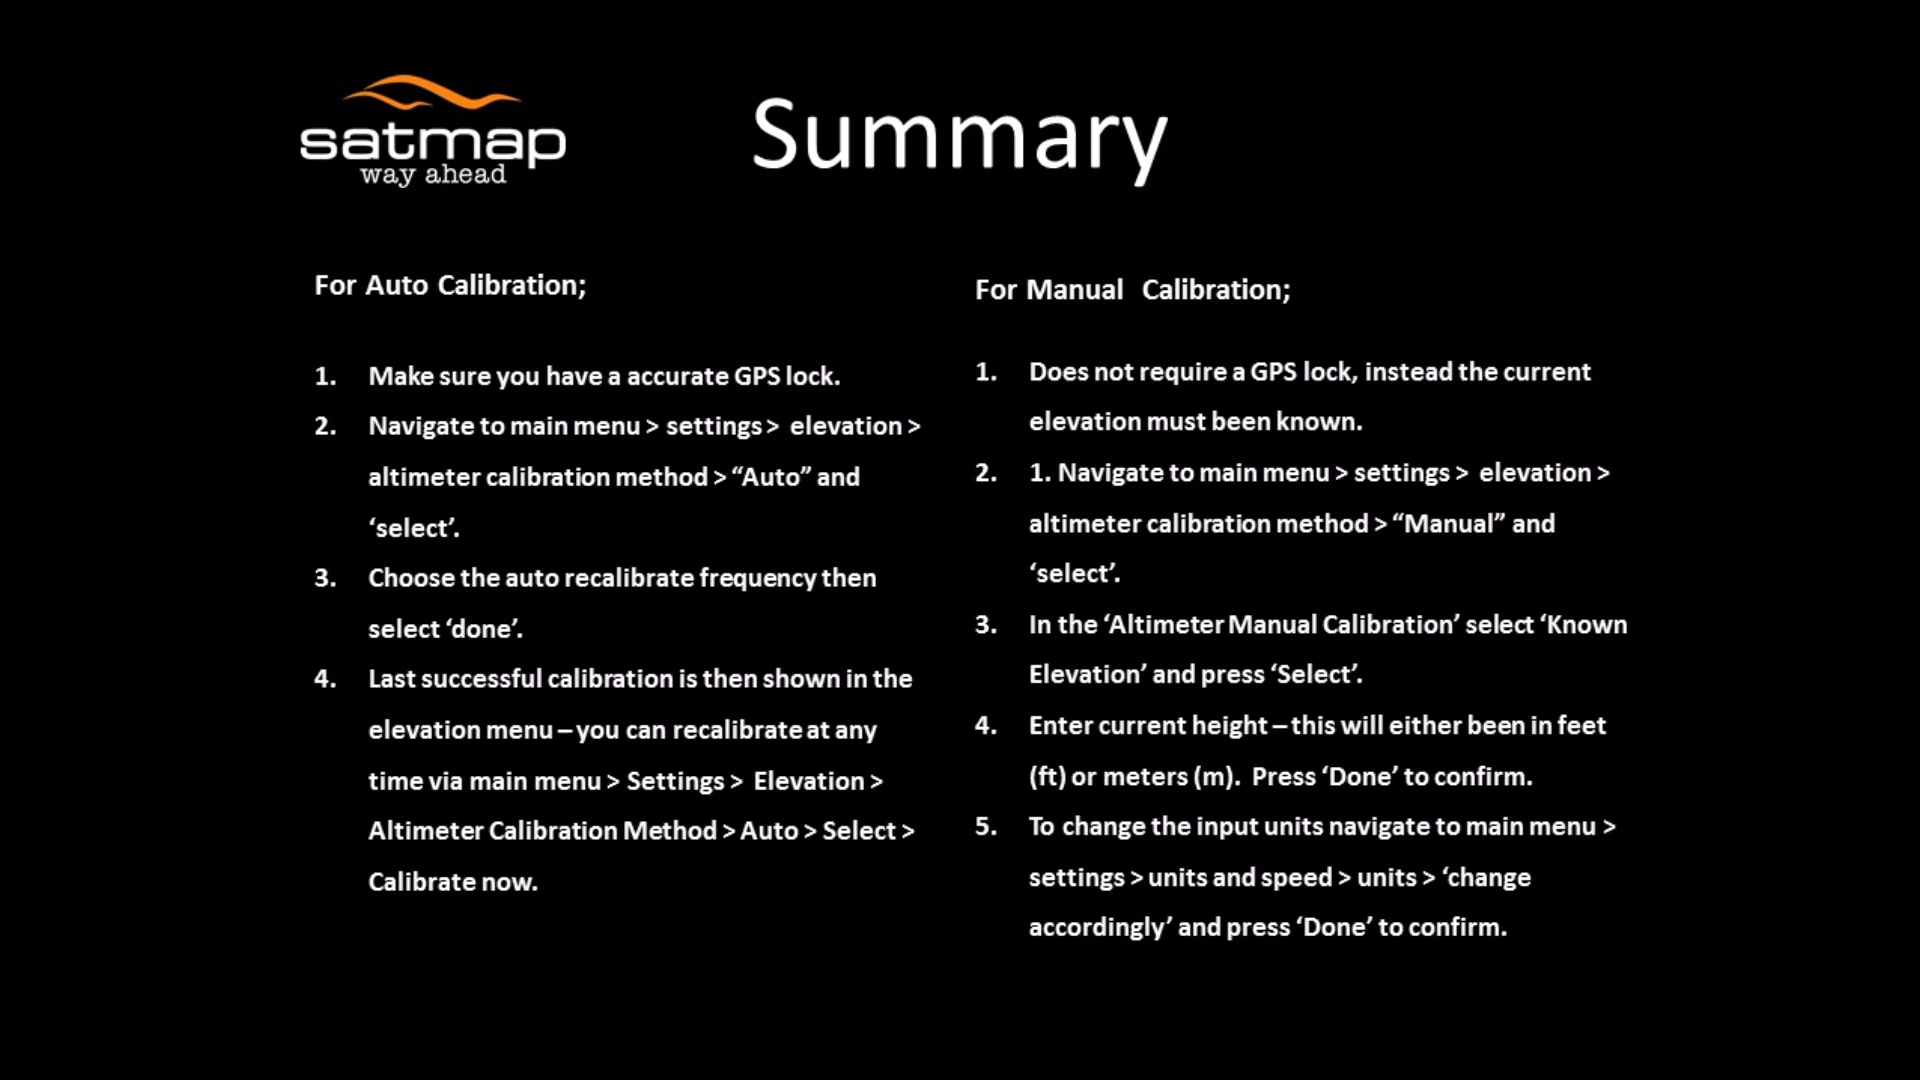 satmap
way ahead
Summary
For Auto Calibration;
1. Make sure you have a accurate GPS lock.
2. Navigate to main menu > settings > elevation >
altimeter calibration method > “Auto” and
‘select’.
3. Choose the auto recalibrate frequency then
select ‘done’.
4. Last successful calibration is then shown in the
elevation menu – you can recalibrate at any
time via main menu > Settings > Elevation >
Altimeter Calibration Method > Auto > Select >
Calibrate now.
For Manual Calibration;
1. Does not require a GPS lock, instead the current
elevation must been known.
2. 1. Navigate to main menu > settings > elevation >
altimeter calibration method > “Manual” and
‘select’.
3. In the ‘Altimeter Manual Calibration’ select ‘Known
Elevation’ and press ‘Select’.
4. Enter current height – this will either been in feet
(ft) or meters (m). Press ‘Done’ to confirm.
5. To change the input units navigate to main menu >
settings > units and speed > units > ‘change
accordingly’ and press ‘Done’ to confirm.